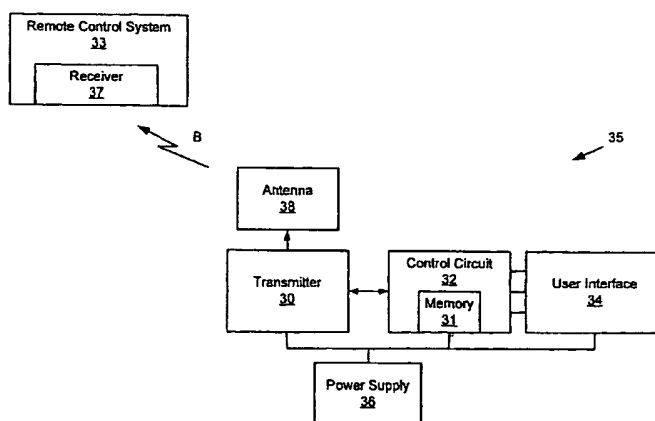 Remote Control System
33
Receiver
37
B
35
Antenna
38
Transmitter
30
Control Circuit
32
Memory
31
User Interface
34
Power Supply
36